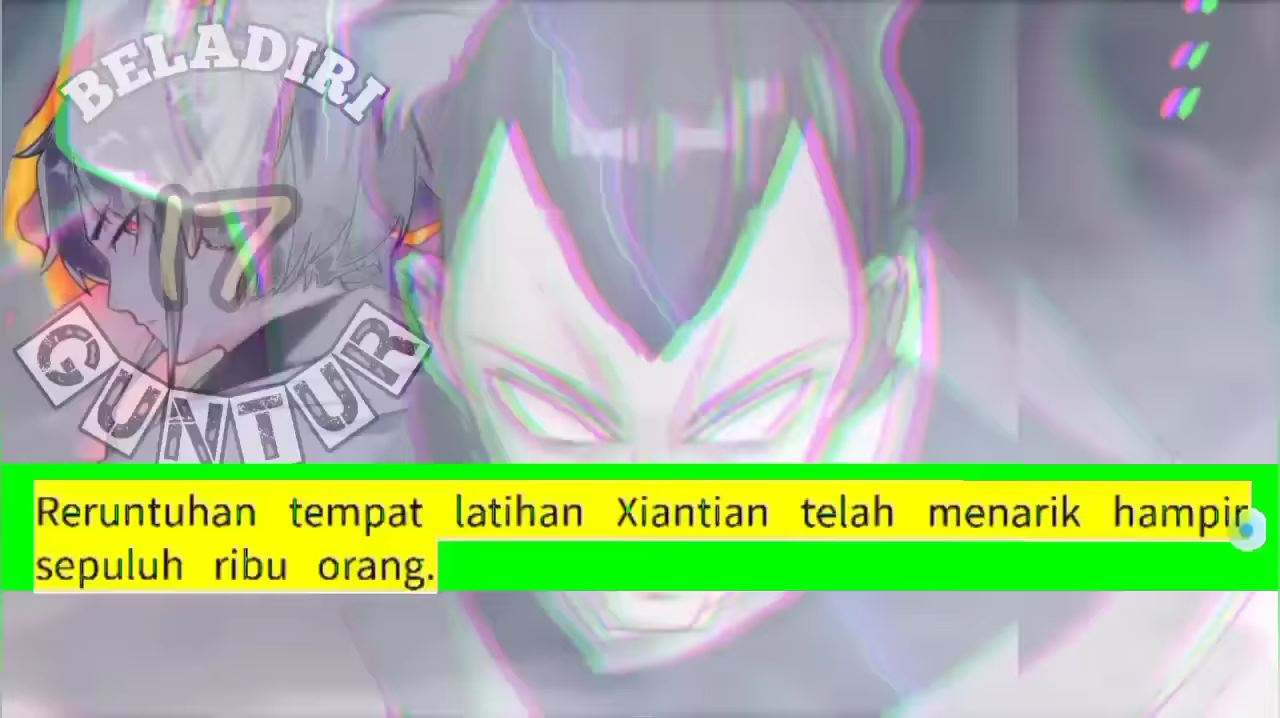 BELADIRI
17
GUNTUR
Reruntuhan tempat latihan Xiantian telah menarik hampir
sepuluh ribu orang.